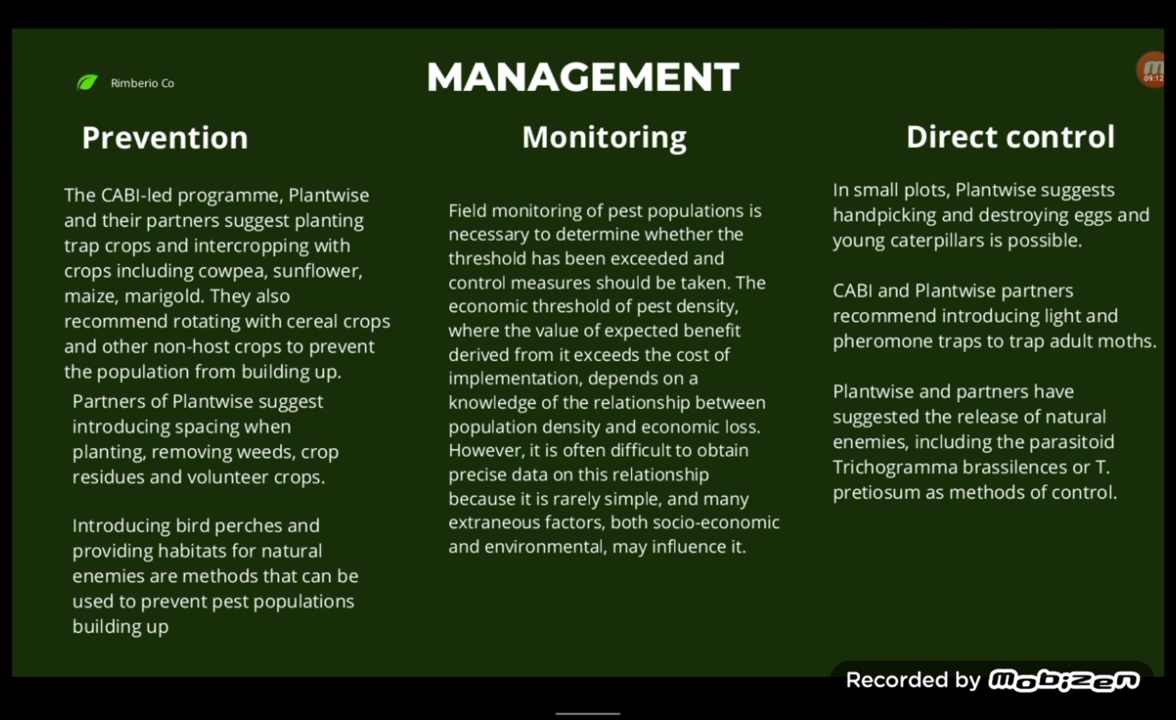 Rimberio Co
MANAGEMENT
09:12
Prevention
The CABI-led programme, Plantwise
and their partners suggest planting
trap crops and intercropping with
crops including cowpea, sunflower,
maize, marigold. They also
recommend rotating with cereal crops
and other non-host crops to prevent
the population from building up.
Partners of Plantwise suggest
introducing spacing when
planting, removing weeds, crop
residues and volunteer crops.
Introducing bird perches and
providing habitats for natural
enemies are methods that can be
used to prevent pest populations
building up
Monitoring
Field monitoring of pest populations is
necessary to determine whether the
threshold has been exceeded and
control measures should be taken. The
economic threshold of pest density,
where the value of expected benefit
derived from it exceeds the cost of
implementation, depends on a
knowledge of the relationship between
population density and economic loss.
However, it is often difficult to obtain
precise data on this relationship
because it is rarely simple, and many
extraneous factors, both socio-economic
and environmental, may influence it.
Direct control
In small plots, Plantwise suggests
handpicking and destroying eggs and
young caterpillars is possible.
CABI and Plantwise partners
recommend introducing light and
pheromone traps to trap adult moths.
Plantwise and partners have
suggested the release of natural
enemies, including the parasitoid
Trichogramma brassilences or T.
pretiosum as methods of control.
Recorded by mobizen